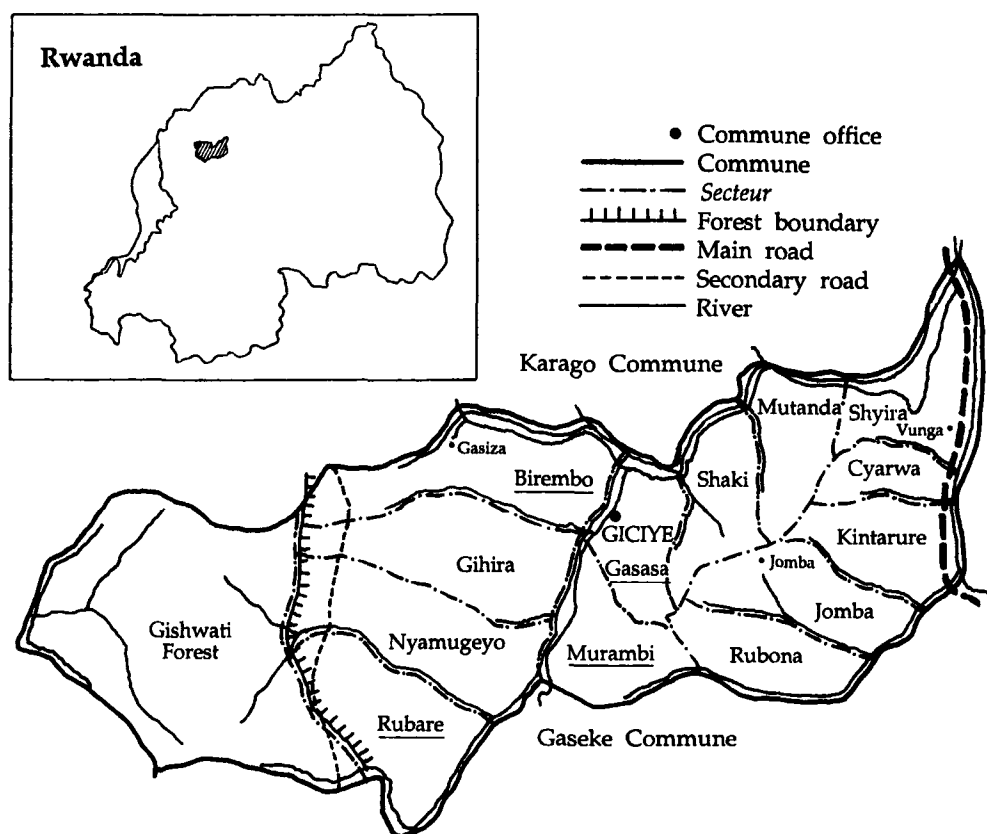 Rwanda
Commune office
Commune
Secteur
Forest boundary
Main road
Secondary road
River
Karago Commune
Mutanda
Shyira
Vunga
Gasiza
Birembo
Shaki
Cyarwa
GICIYE
Kintarure
Gihira
Gasasa
Jomba
Jomba
Gishwati
Forest
Nyamugeyo
Murambi
Rubona
Rubare
Gaseke Commune